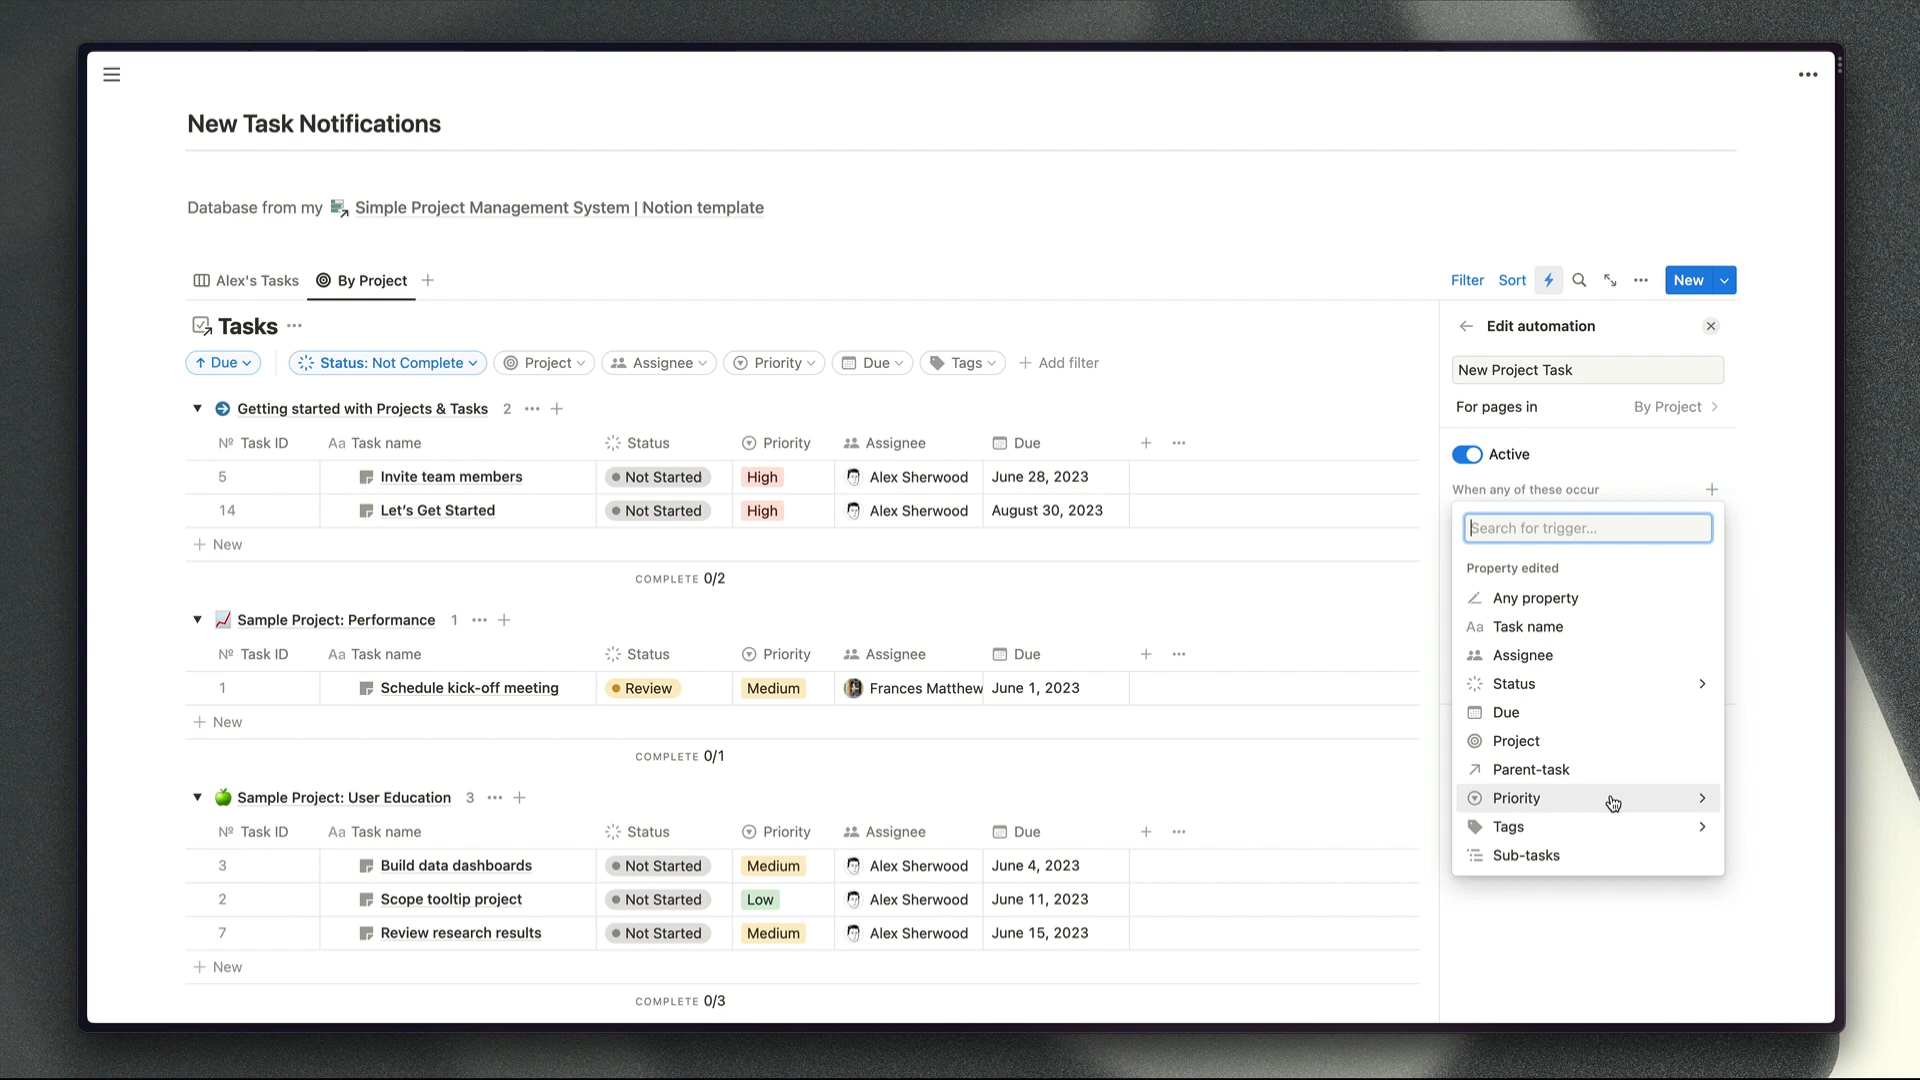 New Task Notifications
Database from my Simple Project Management System | Notion template
Alex's Tasks By Project
Filter Sort New
Tasks
Due Status: Not Complete Project Assignee Priority Due Tags Add filter
Getting started with Projects & Tasks 2
Nº Task ID Aa Task name Status Priority Assignee Due
5 Invite team members Not Started High Alex Sherwood June 28, 2023
14 Let's Get Started Not Started High Alex Sherwood August 30, 2023
New
COMPLETE 0/2
Sample Project: Performance 1
Nº Task ID Aa Task name Status Priority Assignee Due
1 Schedule kick-off meeting Review Medium Frances Matthew June 1, 2023
New
COMPLETE 0/1
Sample Project: User Education 3
Nº Task ID Aa Task name Status Priority Assignee Due
3 Build data dashboards Not Started Medium Alex Sherwood June 4, 2023
2 Scope tooltip project Not Started Low Alex Sherwood June 11, 2023
7 Review research results Not Started Medium Alex Sherwood June 15, 2023
New
COMPLETE 0/3
Edit automation
New Project Task
For pages in By Project
Active
When any of these occur
Search for trigger...
Property edited
Any property
Aa Task name
Assignee
Status
Due
Project
Parent-task
Priority
Tags
Sub-tasks